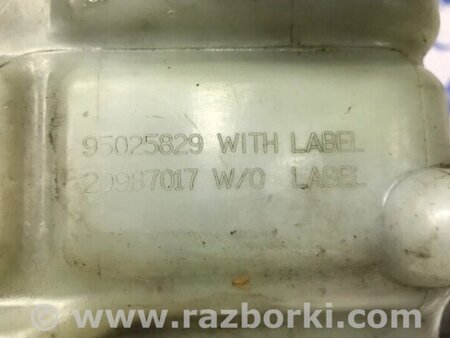 95025829 WITH LABEL
20987017 W/O LABEL
© www.razborki.com